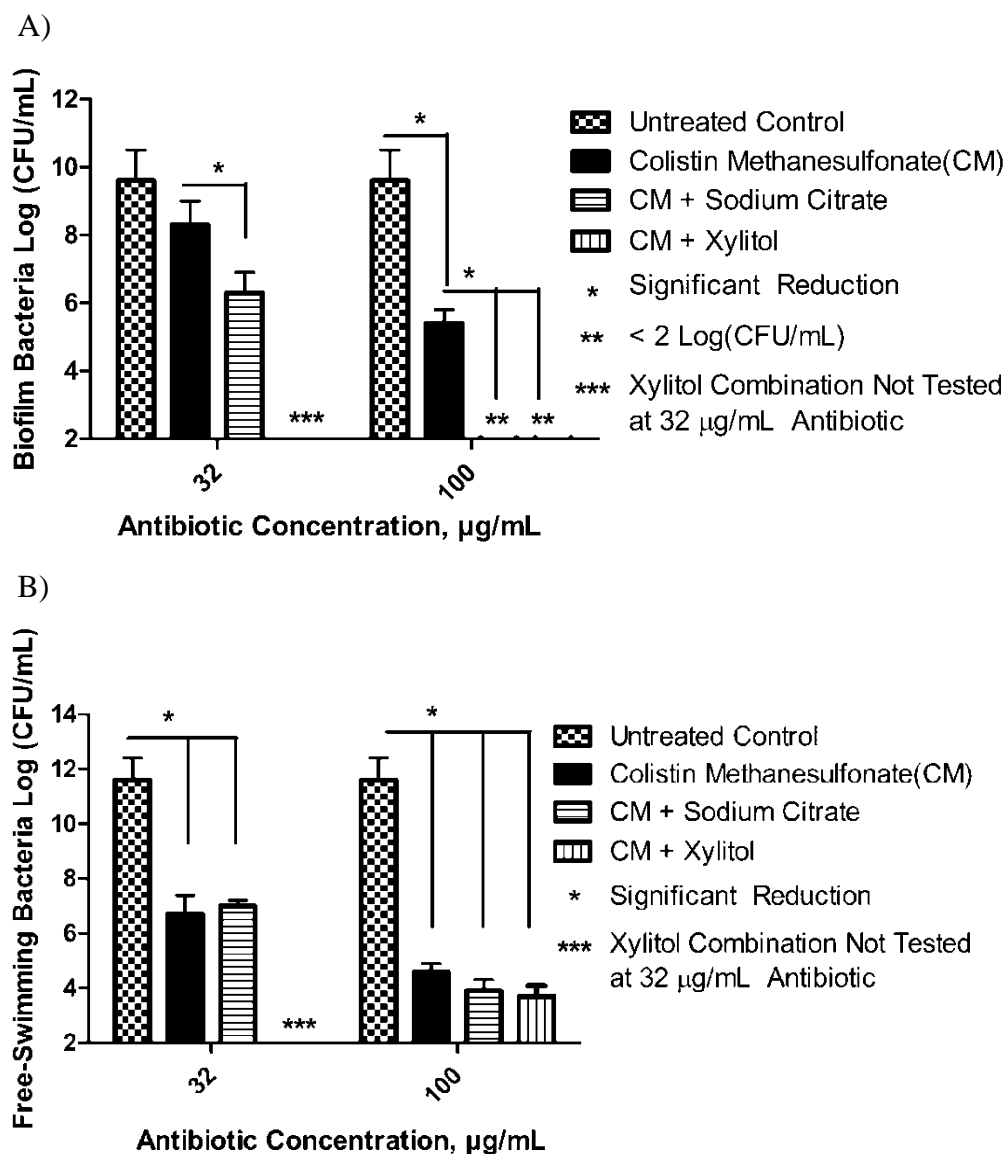 A)
Biofilm Bacteria Log (CFU/mL)
12
10
8
6
4
2
*
***
*
*
**
**
32
100
Antibiotic Concentration, µg/mL
Untreated Control
Colistin Methanesulfonate(CM)
CM + Sodium Citrate
CM + Xylitol
* Significant Reduction
** < 2 Log(CFU/mL)
*** Xylitol Combination Not Tested
at 32 µg/mL Antibiotic
B)
Free-Swimming Bacteria Log (CFU/mL)
14
12
10
8
6
4
2
*
***
*
32
100
Antibiotic Concentration, µg/mL
Untreated Control
Colistin Methanesulfonate(CM)
CM + Sodium Citrate
CM + Xylitol
* Significant Reduction
*** Xylitol Combination Not Tested
at 32 µg/mL Antibiotic